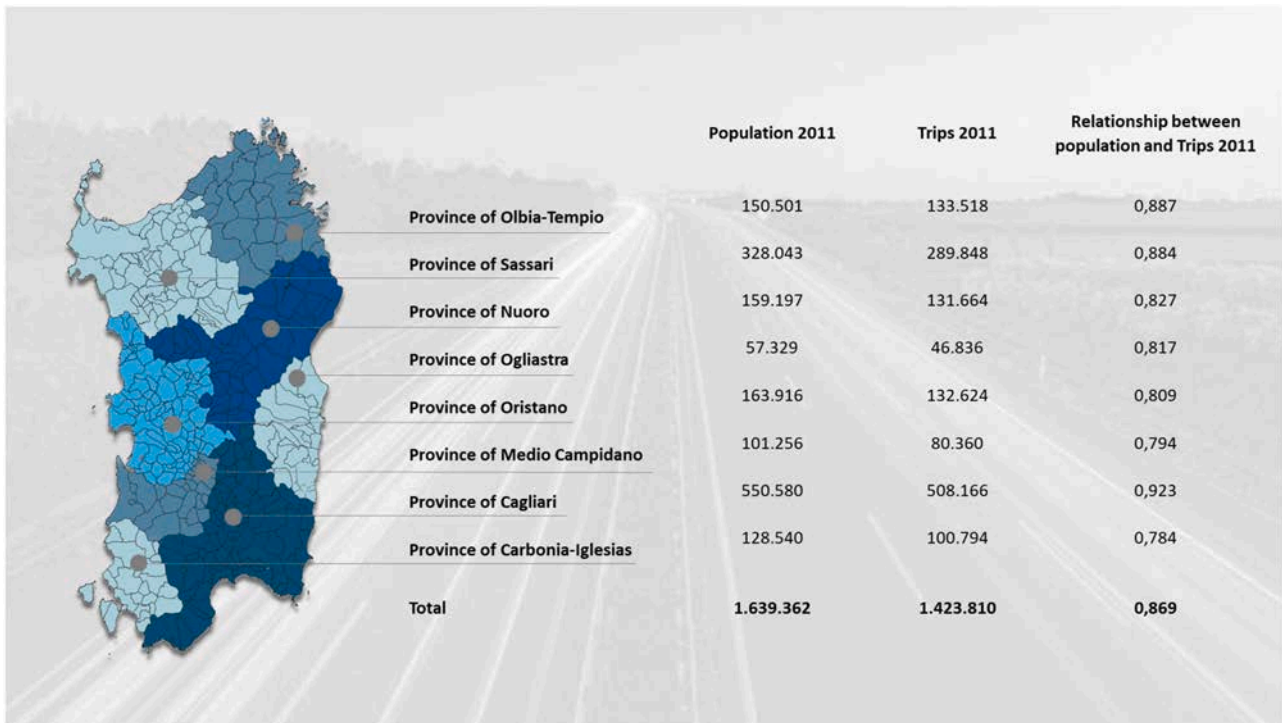 Population 2011 Trips 2011 Relationship between
population and Trips 2011
Province of Olbia-Tempio 150.501 133.518 0,887
Province of Sassari 328.043 289.848 0,884
Province of Nuoro 159.197 131.664 0,827
Province of Ogliastra 57.329 46.836 0,817
Province of Oristano 163.916 132.624 0,809
Province of Medio Campidano 101.256 80.360 0,794
Province of Cagliari 550.580 508.166 0,923
Province of Carbonia-Iglesias 128.540 100.794 0,784
Total 1.639.362 1.423.810 0,869